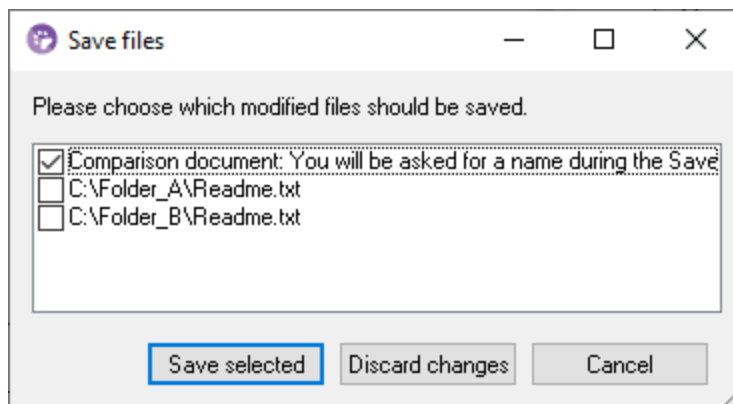 Save files
Please choose which modified files should be saved.
Comparison document: You will be asked for a name during the Save
C:\Folder_A\Readme.txt
C:\Folder_B\Readme.txt
Save selected
Discard changes
Cancel